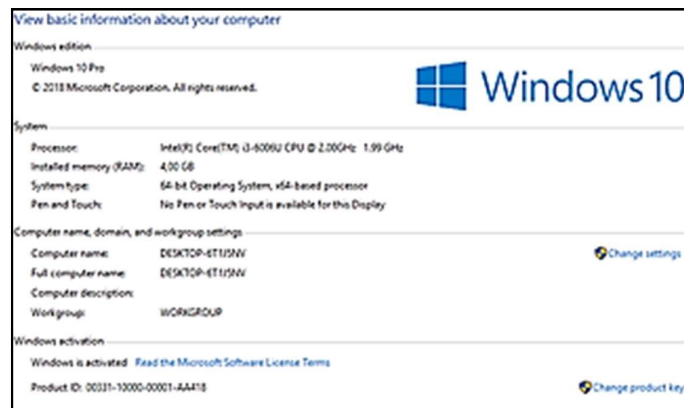 View basic information about your computer
Windows edition
Windows 10 Pro
© 2018 Microsoft Corporation. All rights reserved.
Windows 10
System
Processor: Intel(R) Core(TM) i3-6006U CPU @ 2.00GHz 1.99 GHz
Installed memory (RAM): 4,00 GB
System type: 64-bit Operating System, x64-based processor
Pen and Touch: No Pen or Touch Input is available for this Display
Computer name, domain, and workgroup settings
Computer name: DESKTOP-6T1J5NV Change settings
Full computer name: DESKTOP-6T1J5NV
Computer description:
Workgroup: WORKGROUP
Windows activation
Windows is activated Read the Microsoft Software License Terms
Product ID: 00331-10000-00001-AA418 Change product key